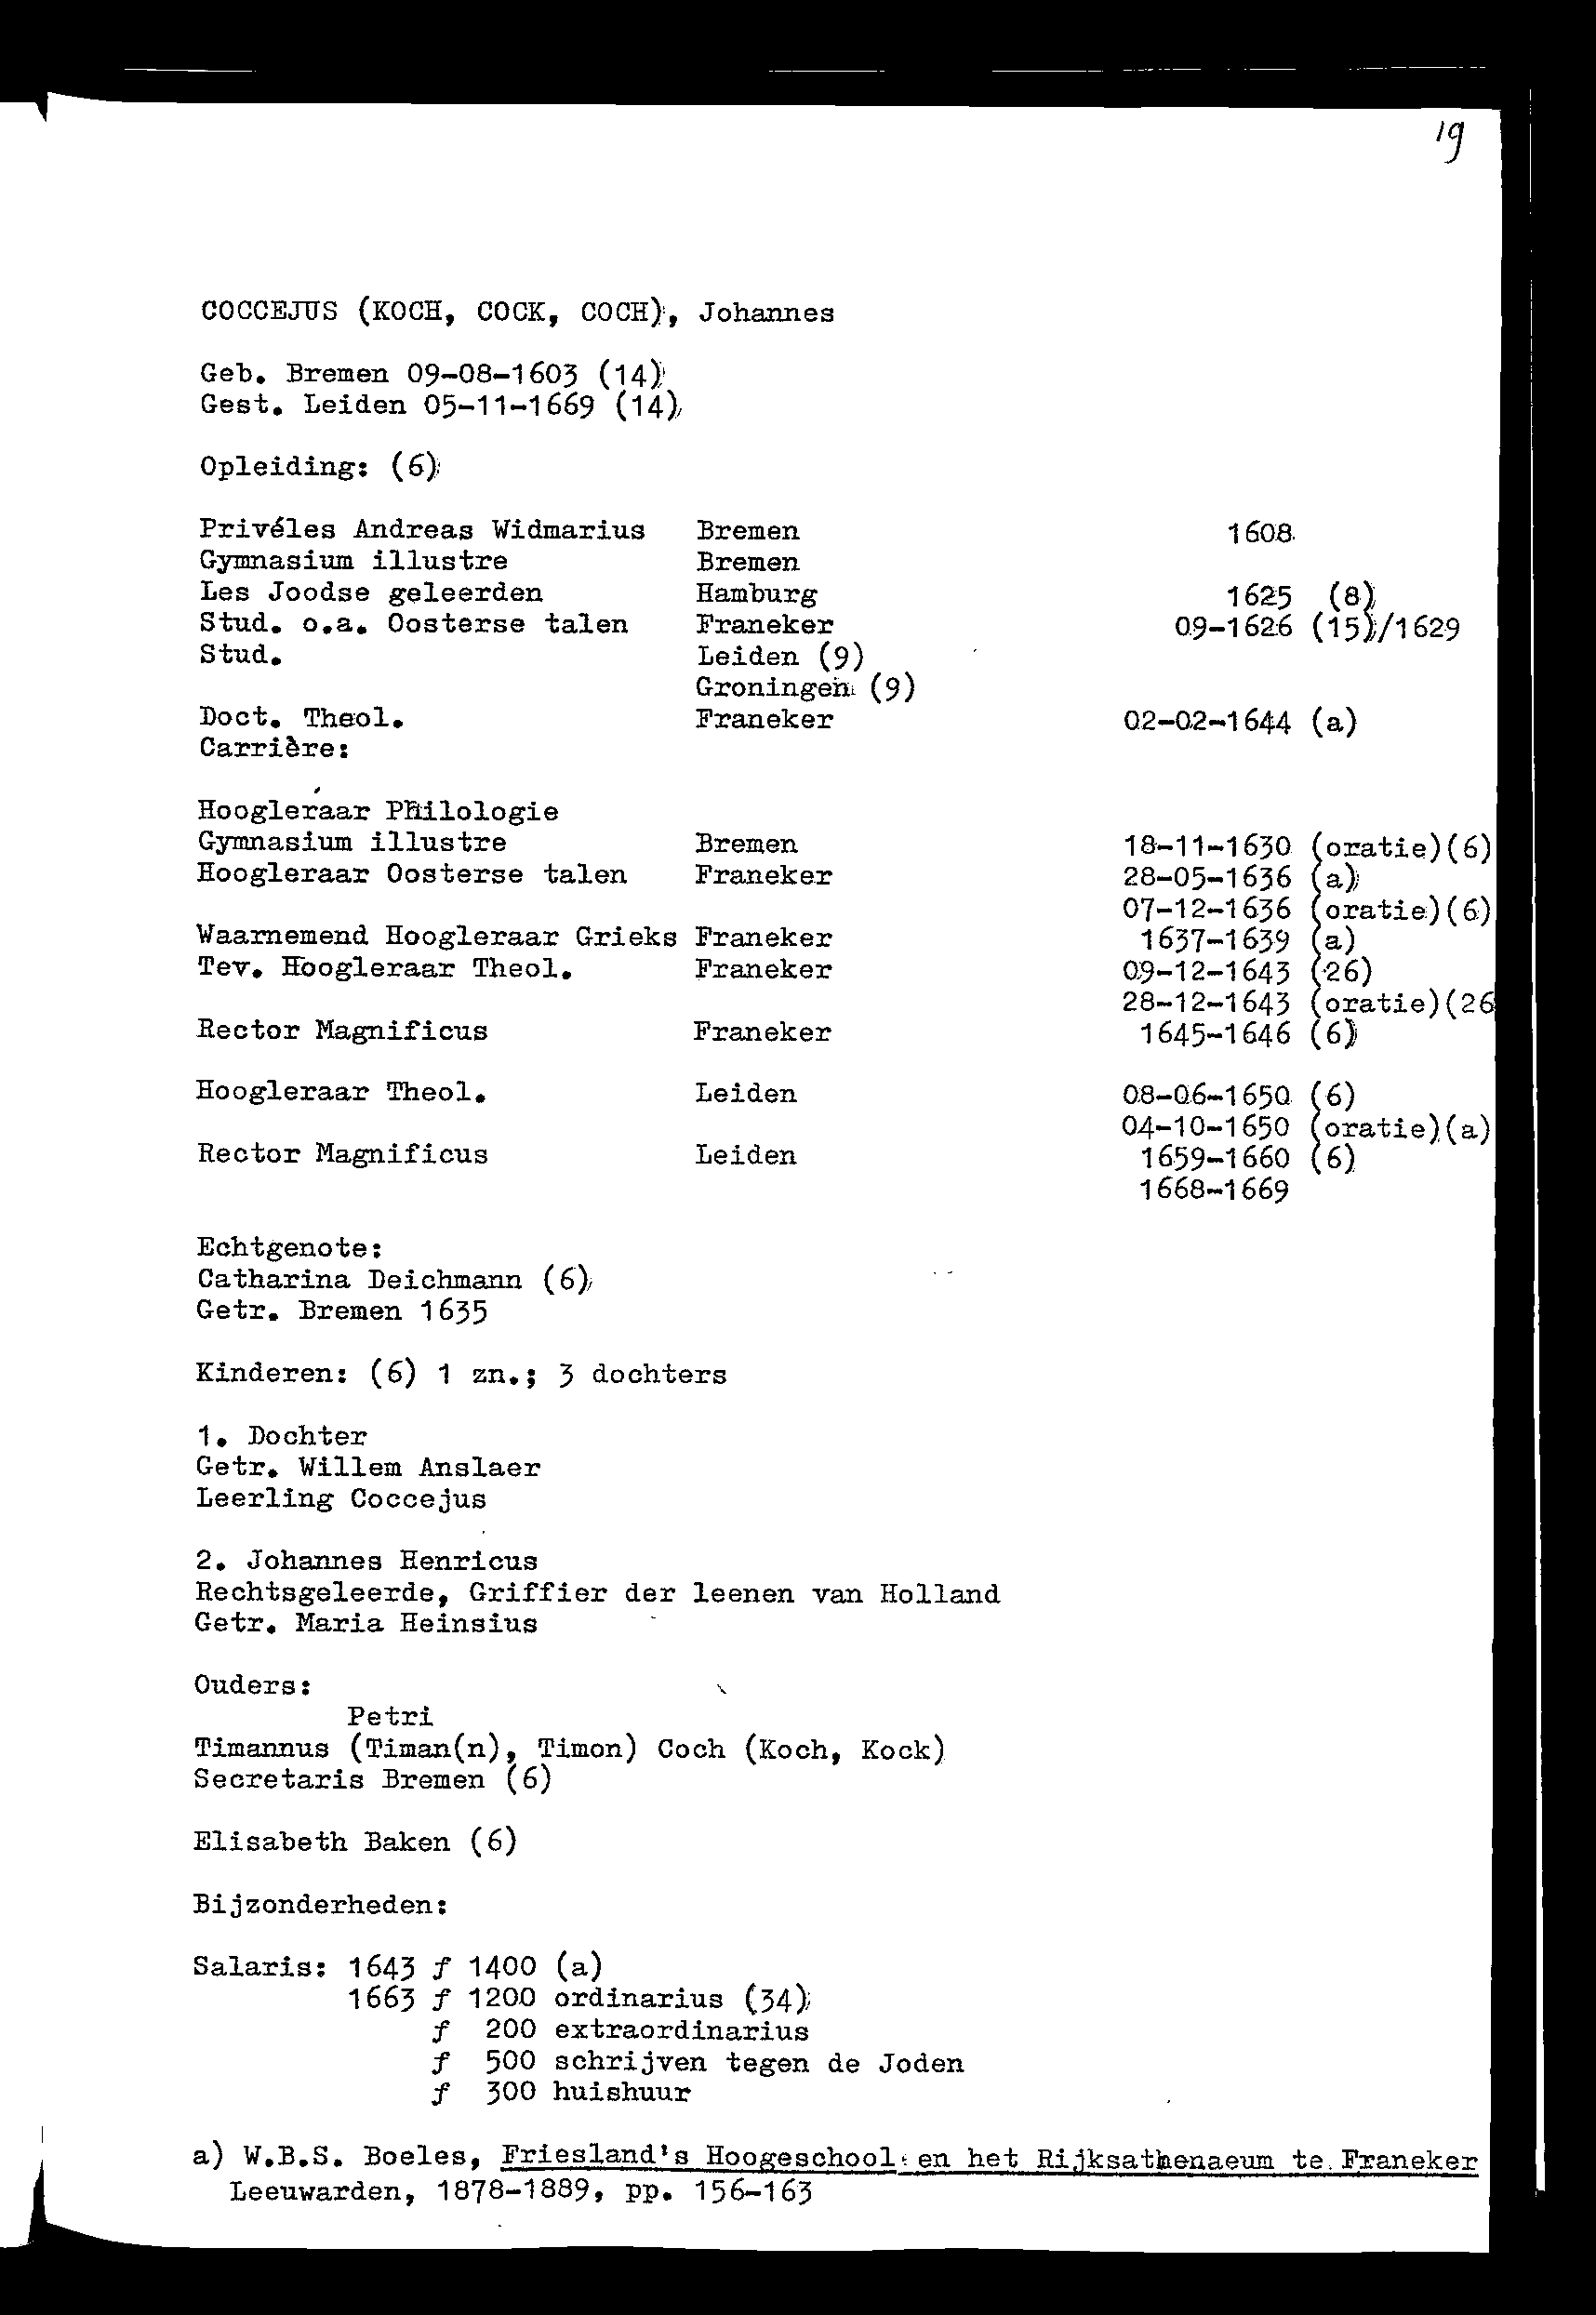 19
COCCEJUS (KOCH, COCK, COCH), Johannes
Geb. Bremen 09-08-1603 (14)
Gest. Leiden 05-11-1669 (14)
Opleiding: (6)
Privéles Andreas Widmarius Bremen 1608
Gymnasium illustre Bremen
Les Joodse geleerden Hamburg 1625 (8)
Stud. o.a. Oosterse talen Franeker 09-1626 (15)/1629
Stud. Leiden (9)
Groningen (9)
Doct. Theol. Franeker 02-02-1644 (a)
Carrière:
Hoogleraar Philologie
Gymnasium illustre Bremen 18-11-1630 (oratie)(6)
Hoogleraar Oosterse talen Franeker 28-05-1636 (a)
07-12-1636 (oratie)(6)
Waarnemend Hoogleraar Grieks Franeker 1637-1639 (a)
Tev. Hoogleraar Theol. Franeker 09-12-1643 (26)
28-12-1643 (oratie)(26
Rector Magnificus Franeker 1645-1646 (6)
Hoogleraar Theol. Leiden 08-06-1650 (6)
04-10-1650 (oratie)(a)
Rector Magnificus Leiden 1659-1660 (6)
1668-1669
Echtgenote:
Catharina Deichmann (6)
Getr. Bremen 1635
Kinderen: (6) 1 zn.; 3 dochters
1. Dochter
Getr. Willem Anslaer
Leerling Coccejus
2. Johannes Henricus
Rechtsgeleerde, Griffier der leenen van Holland
Getr. Maria Heinsius
Ouders:
Petri
Timannus (Timan(n), Timon) Coch (Koch, Kock)
Secretaris Bremen (6)
Elisabeth Baken (6)
Bijzonderheden:
Salaris: 1643 ƒ 1400 (a)
1663 ƒ 1200 ordinarius (34)
ƒ 200 extraordinarius
ƒ 500 schrijven tegen de Joden
ƒ 300 huishuur
a) W.B.S. Boeles, Friesland's Hoogeschool en het Rijksathenaeum te Franeker
Leeuwarden, 1878-1889, pp. 156-163